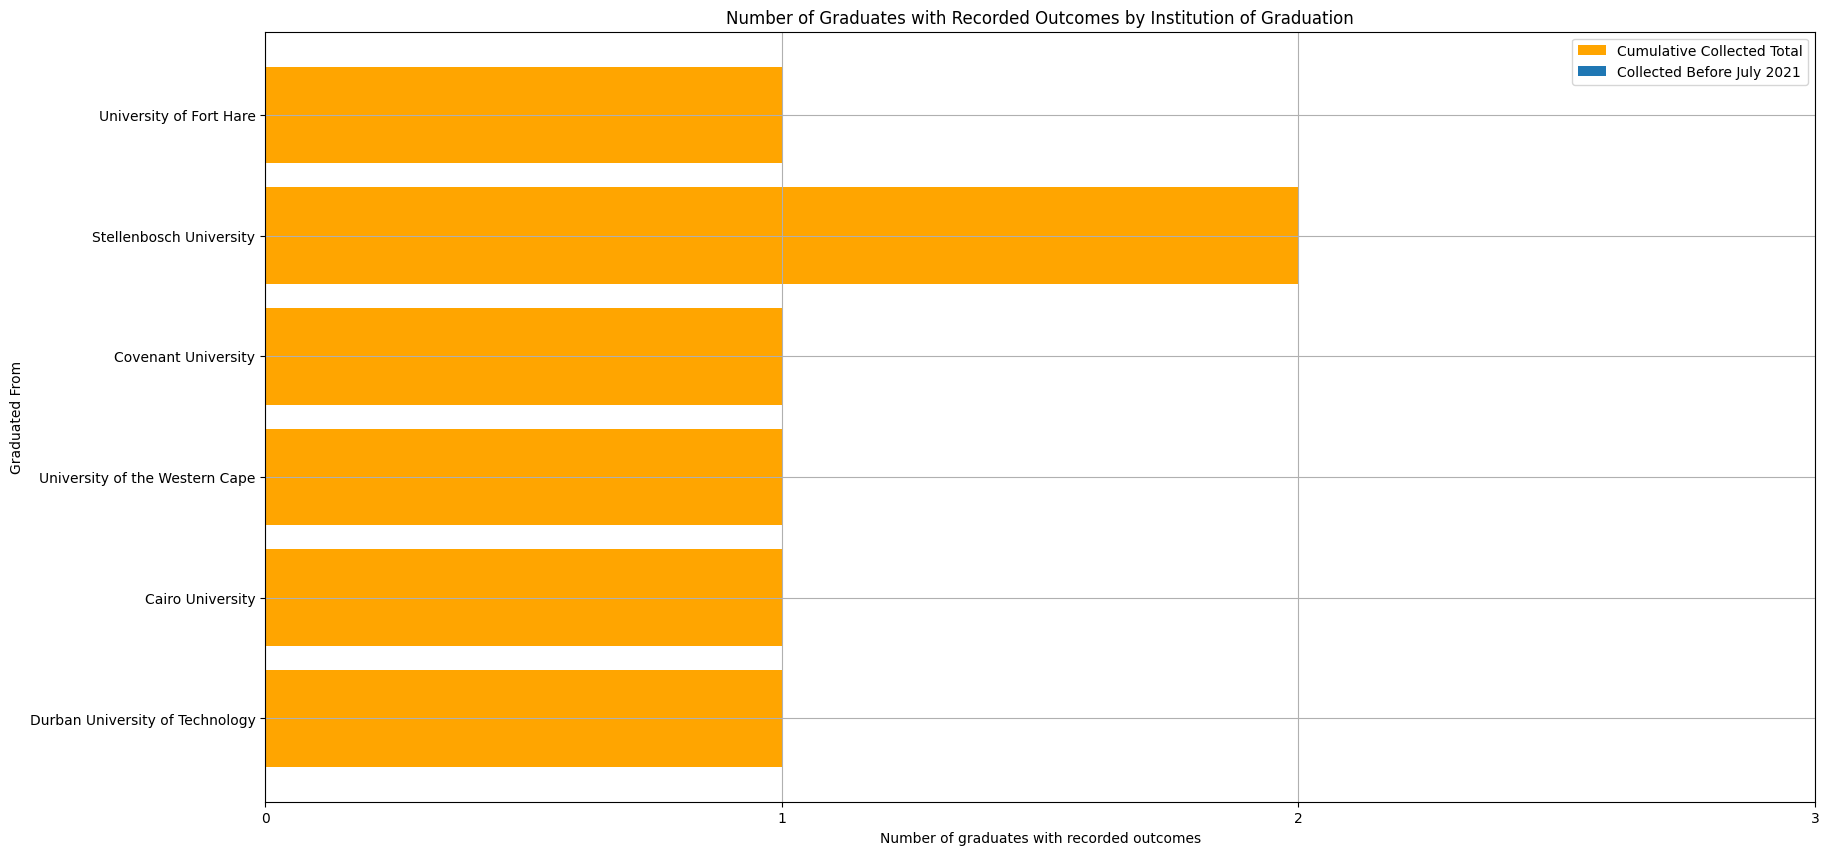 Number of Graduates with Recorded Outcomes by Institution of Graduation
Cumulative Collected Total
Collected Before July 2021
Graduated From
University of Fort Hare
Stellenbosch University
Covenant University
University of the Western Cape
Cairo University
Durban University of Technology
0 1 2 3
Number of graduates with recorded outcomes